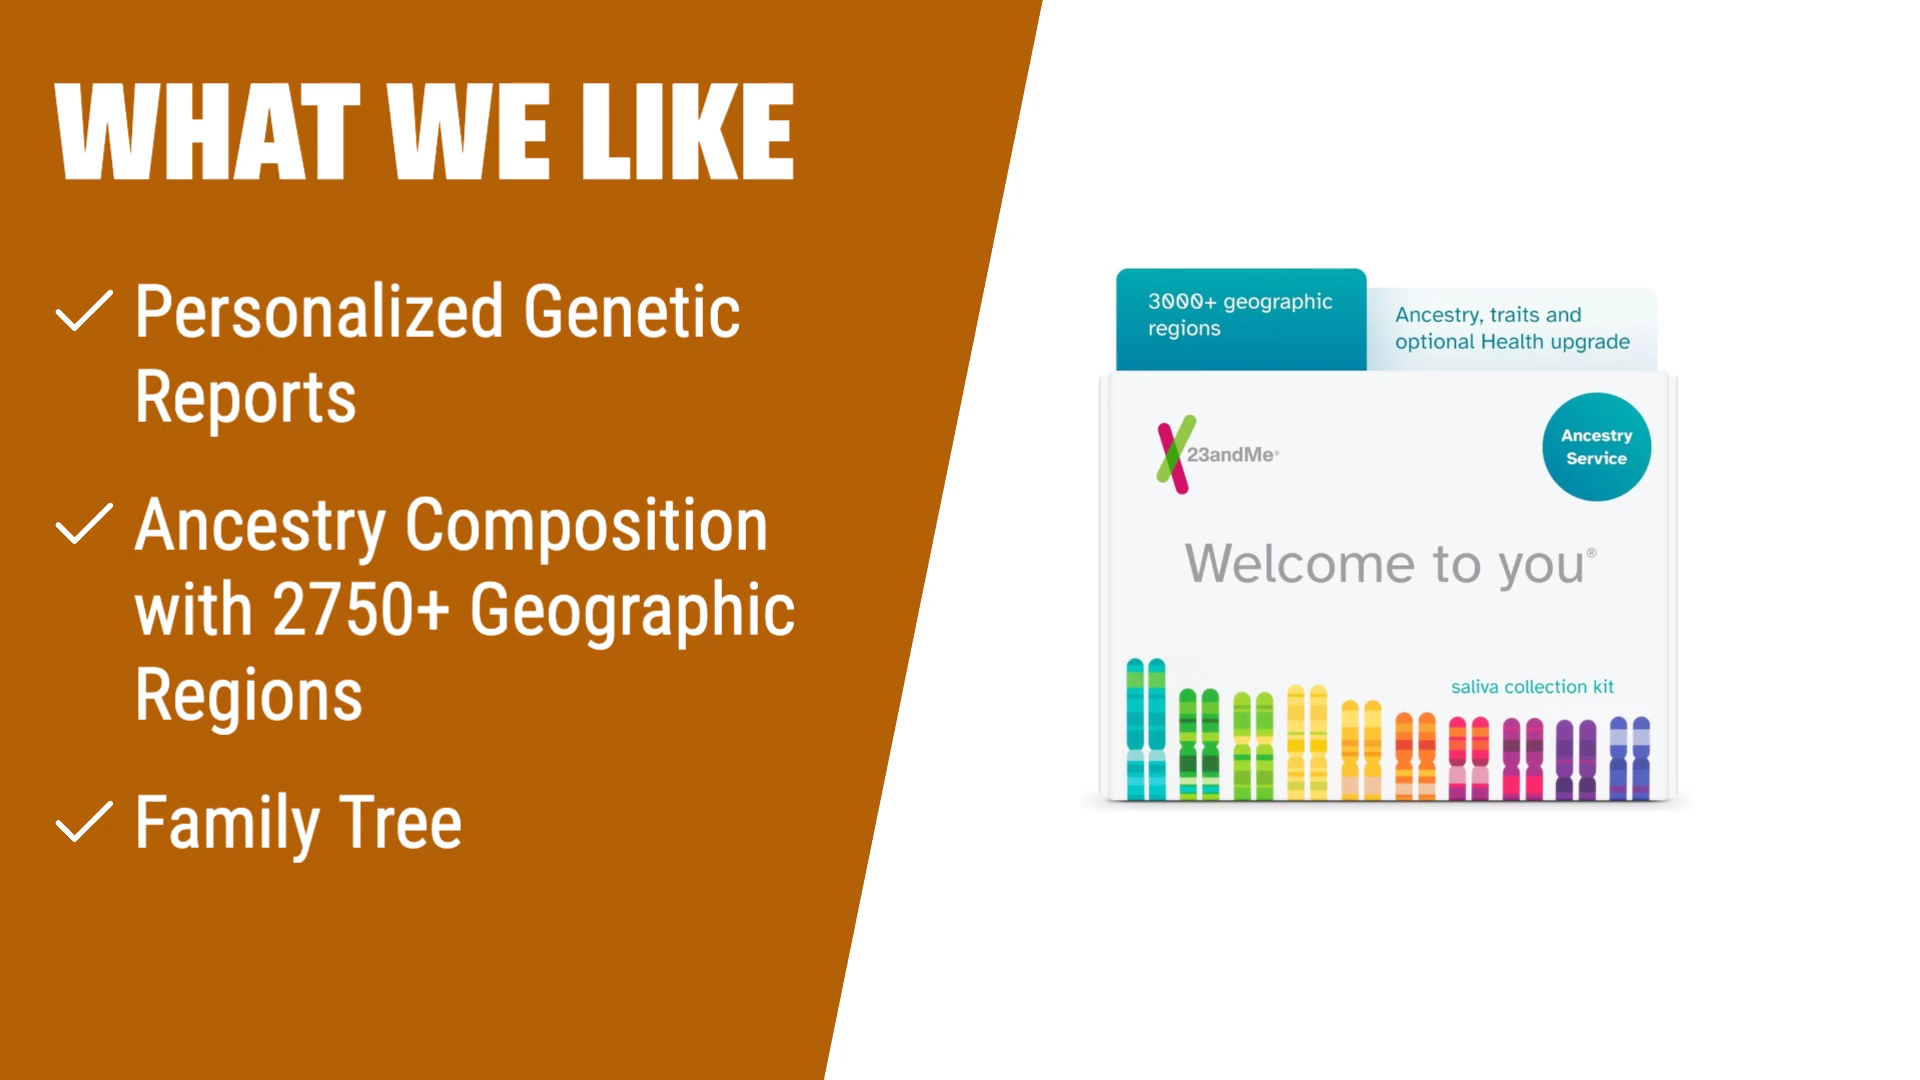 WHAT WE LIKE
Personalized Genetic
Reports
Ancestry Composition
with 2750+ Geographic
Regions
Family Tree
3000+ geographic
regions
Ancestry, traits and
optional Health upgrade
23andMe®
Ancestry
Service
Welcome to you®
saliva collection kit